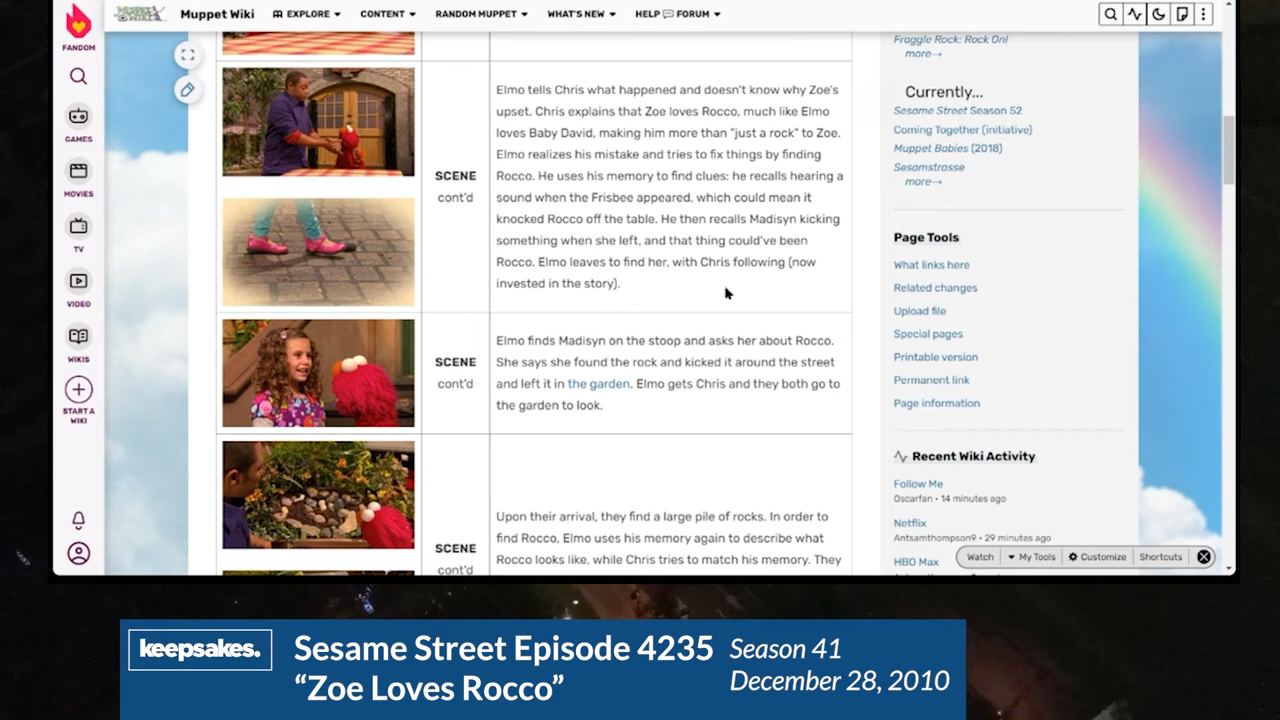 MUPPET WIKI
Muppet Wiki
EXPLORE
CONTENT
RANDOM MUPPET
WHAT'S NEW
HELP
FORUM
FANDOM
GAMES
MOVIES
TV
VIDEO
WIKIS
START A
WIKI
SCENE
cont'd
Elmo tells Chris what happened and doesn't know why Zoe's
upset. Chris explains that Zoe loves Rocco, much like Elmo
loves Baby David, making him more than "just a rock" to Zoe.
Elmo realizes his mistake and tries to fix things by finding
Rocco. He uses his memory to find clues: he recalls hearing a
sound when the Frisbee appeared, which could mean it
knocked Rocco off the table. He then recalls Madisyn kicking
something when she left, and that thing could've been
Rocco. Elmo leaves to find her, with Chris following (now
invested in the story).
SCENE
cont'd
Elmo finds Madisyn on the stoop and asks her about Rocco.
She says she found the rock and kicked it around the street
and left it in the garden. Elmo gets Chris and they both go to
the garden to look.
SCENE
cont'd
Upon their arrival, they find a large pile of rocks. In order to
find Rocco, Elmo uses his memory again to describe what
Rocco looks like, while Chris tries to match his memory. They
Fraggle Rock: Rock On!
more→
Currently...
Sesame Street Season 52
Coming Together (initiative)
Muppet Babies (2018)
Sesamstrasse
more→
Page Tools
What links here
Related changes
Upload file
Special pages
Printable version
Permanent link
Page information
Recent Wiki Activity
Follow Me
Oscarfan • 14 minutes ago
Netflix
Antsamthompson9 • 29 minutes ago
HBO Max
Watch
My Tools
Customize
Shortcuts
keepsakes.
Sesame Street Episode 4235
"Zoe Loves Rocco"
Season 41
December 28, 2010